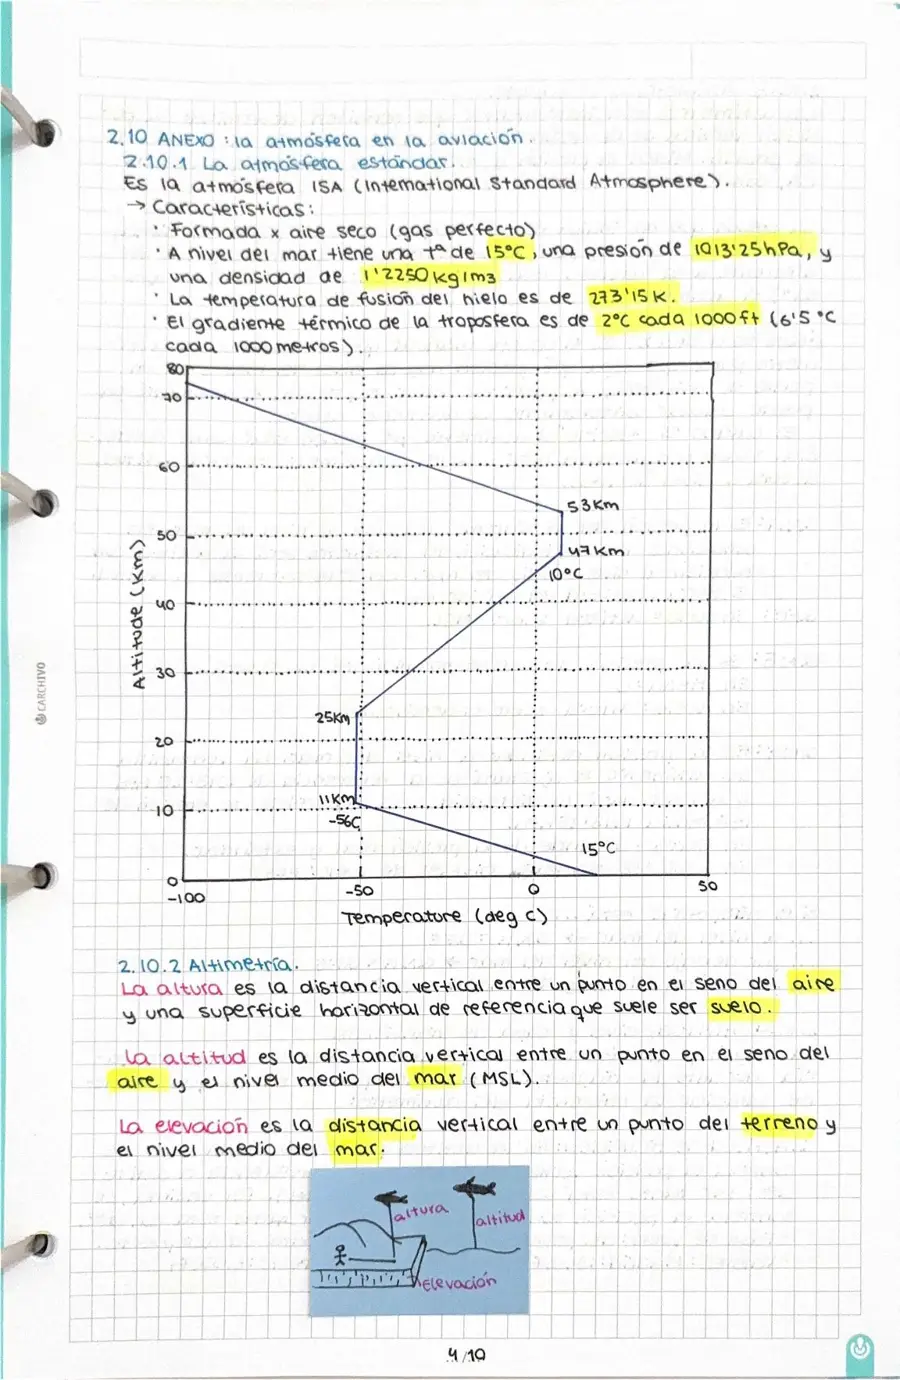 2.10 ANEXO : la atmósfera en la aviación.
2.10.1 La atmósfera estándar.
Es la atmósfera ISA (International Standard Atmosphere).
→ Características:
· Formada x aire seco (gas perfecto)
· A nivel del mar tiene una tª de 15°C, una presión de 1013'25hPa, y
una densidad de 1'2250kg/m3
· La temperatura de fusión del hielo es de 273'15K.
· El gradiente térmico de la troposfera es de 2°C cada 1000ft (6'5 °C
cada 1000 metros).
80
70
60
53Km
50
47Km
10°C
40
Altitude (Km)
30
25Km
20
11Km
10
-56C
15°C
0
-100
-50
0
50
Temperature (deg C)
2.10.2 Altimetría.
La altura es la distancia vertical entre un punto en el seno del aire
y una superficie horizontal de referencia que suele ser suelo.
La altitud es la distancia vertical entre un punto en el seno del
aire y el nivel medio del mar (MSL).
La elevación es la distancia vertical entre un punto del terreno y
el nivel medio del mar.
altura
altitud
Elevación
4/10
CARCHIVO